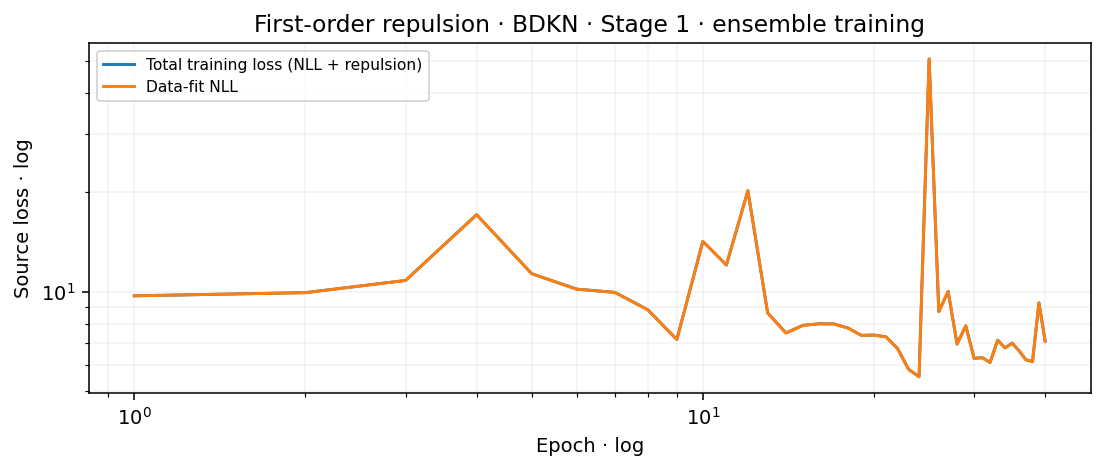 First-order repulsion · BDKN · Stage 1 · ensemble training
Total training loss (NLL + repulsion)
Data-fit NLL
Source loss · log
10¹
10⁰
10¹
Epoch · log